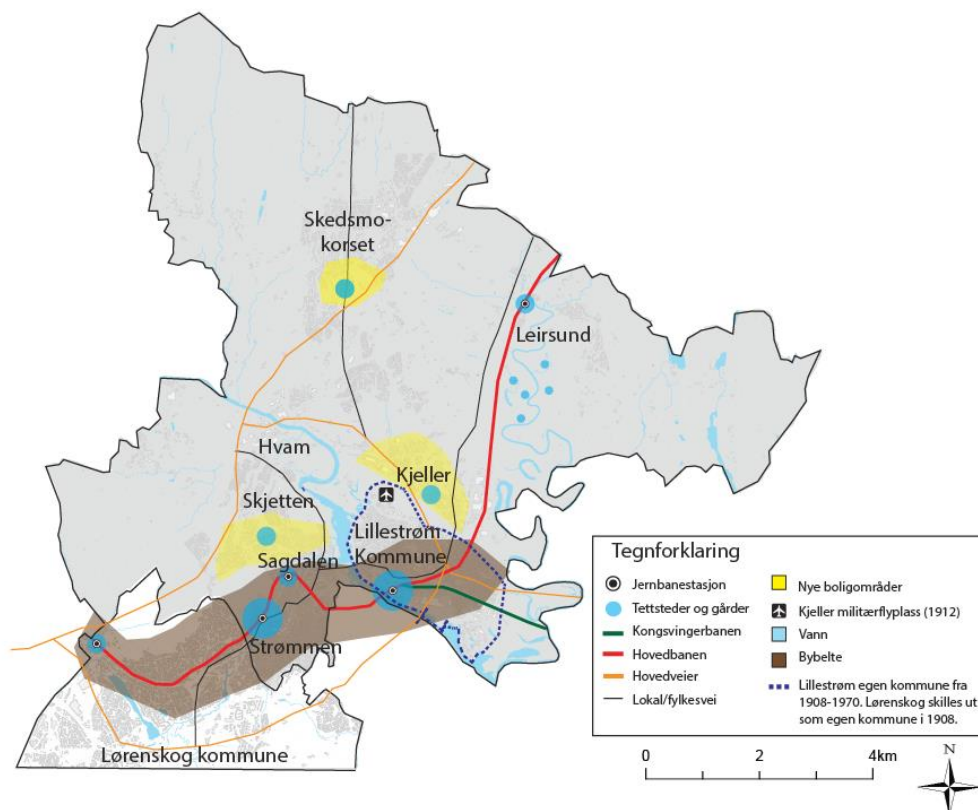 Skedsmo-
korset
Leirsund
Hvam
Kjeller
Skjetten
Lillestrøm
Kommune
Sagdalen
Strømmen
Lørenskog kommune
Tegnforklaring
Jernbanestasjon
Tettsteder og gårder
Kongsvingerbanen
Hovedbanen
Hovedveier
Lokal/fylkesvei
Nye boligområder
Kjeller militærflyplass (1912)
Vann
Bybelte
Lillestrøm egen kommune fra
1908-1970. Lørenskog skilles ut
som egen kommune i 1908.
0 2 4km
N